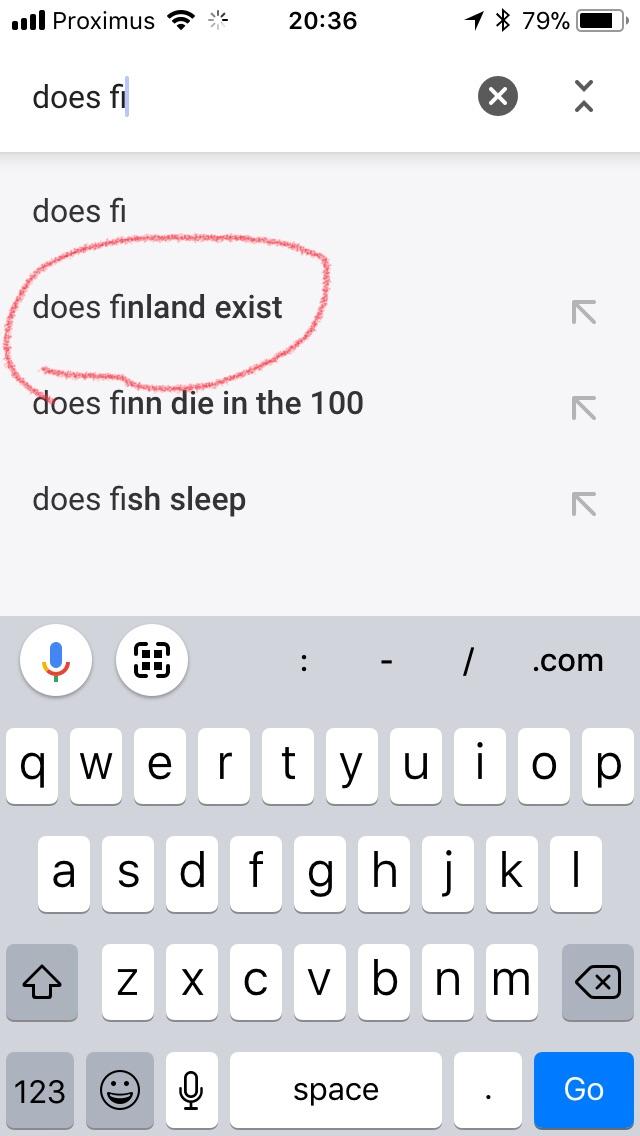 Proximus 20:36 79%
does fi
does fi
does finland exist
does finn die in the 100
does fish sleep
: - / .com
q w e r t y u i o p
a s d f g h j k l
z x c v b n m
123 space . Go